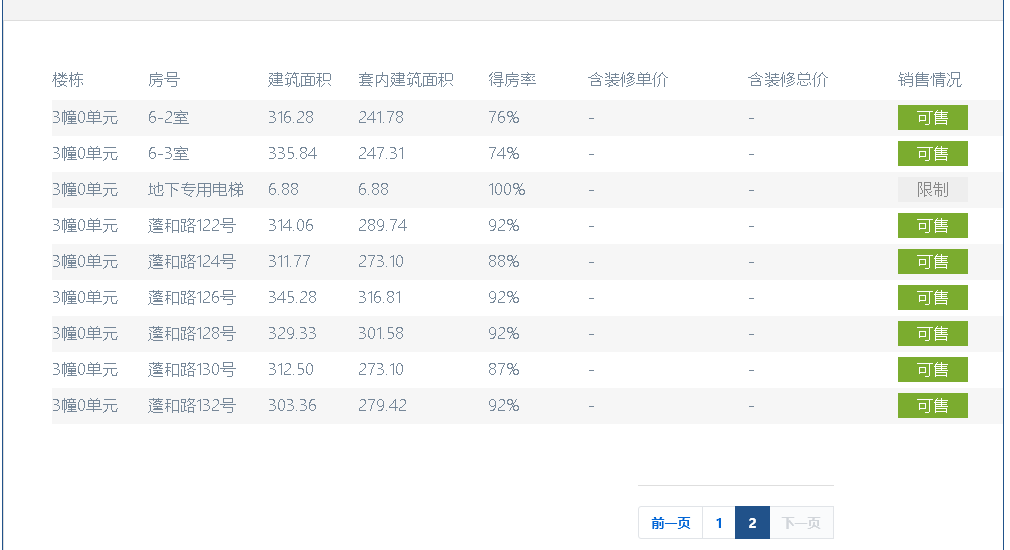 楼栋 房号 建筑面积 套内建筑面积 得房率 含装修单价 含装修总价 销售情况
3幢0单元 6-2室 316.28 241.78 76% - - 可售
3幢0单元 6-3室 335.84 247.31 74% - - 可售
3幢0单元 地下专用电梯 6.88 6.88 100% - - 限制
3幢0单元 蓬和路122号 314.06 289.74 92% - - 可售
3幢0单元 蓬和路124号 311.77 273.10 88% - - 可售
3幢0单元 蓬和路126号 345.28 316.81 92% - - 可售
3幢0单元 蓬和路128号 329.33 301.58 92% - - 可售
3幢0单元 蓬和路130号 312.50 273.10 87% - - 可售
3幢0单元 蓬和路132号 303.36 279.42 92% - - 可售
前一页 1 2 下一页